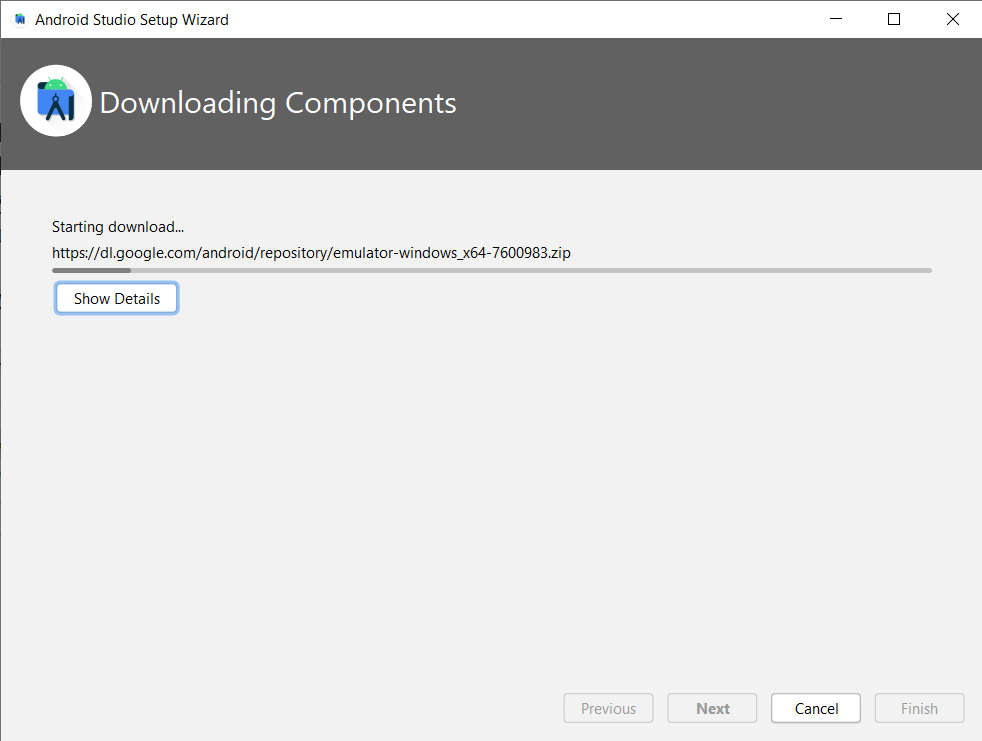 Android Studio Setup Wizard
Downloading Components
Starting download...
https://dl.google.com/android/repository/emulator-windows_x64-7600983.zip
Show Details
Previous Next Cancel Finish